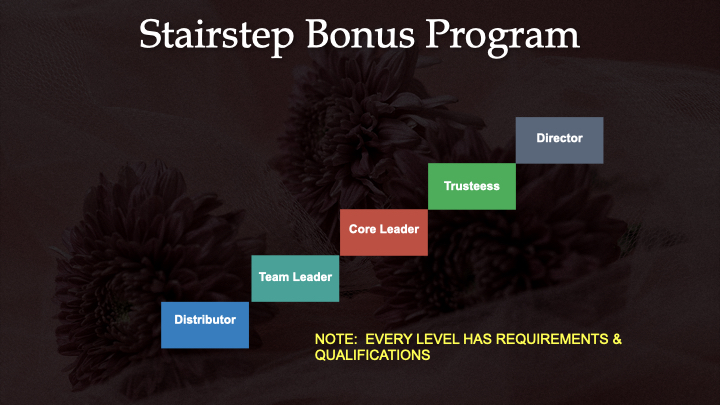 Stairstep Bonus Program
Director
Trusteess
Core Leader
Team Leader
Distributor
NOTE:  EVERY LEVEL HAS REQUIREMENTS &
QUALIFICATIONS